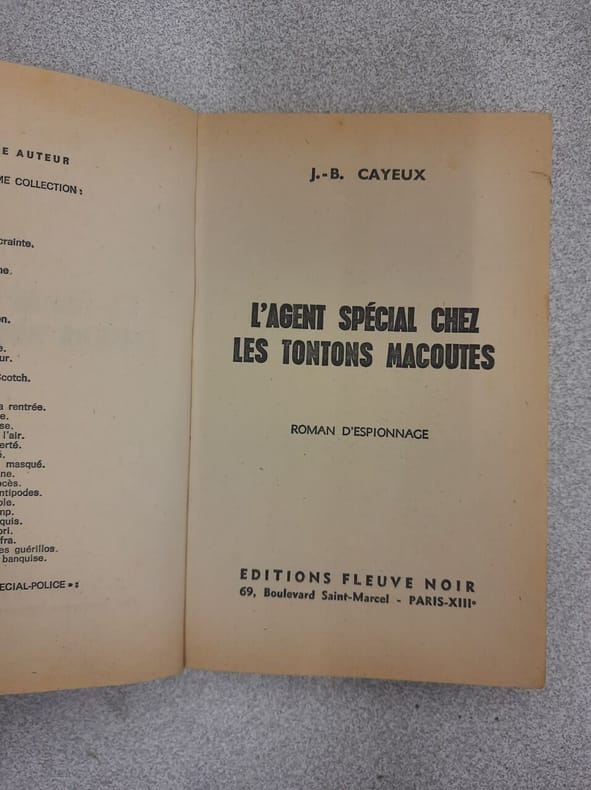 E AUTEUR
ME COLLECTION :
crainte.
ne.
on.
e.
ur.
Scotch.
a rentrée.
e.
se.
l'air.
erté.
é.
masqué.
ne.
cès.
ntipodes.
ble.
mp.
quis.
ori.
fra.
es guérillos.
banquise.
ECIAL-POLICE » :
J.-B. CAYEUX
L'AGENT SPÉCIAL CHEZ
LES TONTONS MACOUTES
ROMAN D'ESPIONNAGE
EDITIONS FLEUVE NOIR
69, Boulevard Saint-Marcel - PARIS-XIIIe